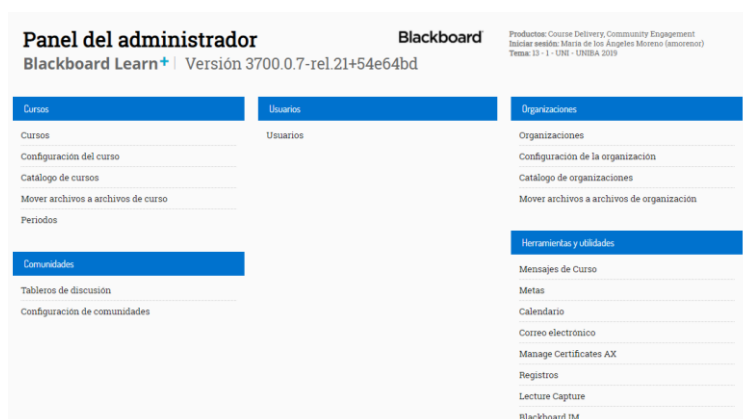 Panel del administrador
Blackboard Learn+ | Versión 3700.0.7-rel.21+54e64bd
Blackboard
Productos: Course Delivery, Community Engagement
Iniciar sesión: María de los Ángeles Moreno (amorenor)
Tema: 13 - 1 - UNI - UNIBA 2019
Cursos
Cursos
Configuración del curso
Catálogo de cursos
Mover archivos a archivos de curso
Periodos
Comunidades
Tableros de discusión
Configuración de comunidades
Usuarios
Usuarios
Organizaciones
Organizaciones
Configuración de la organización
Catálogo de organizaciones
Mover archivos a archivos de organización
Herramientas y utilidades
Mensajes de Curso
Metas
Calendario
Correo electrónico
Manage Certificates AX
Registros
Lecture Capture
Blackboard IM